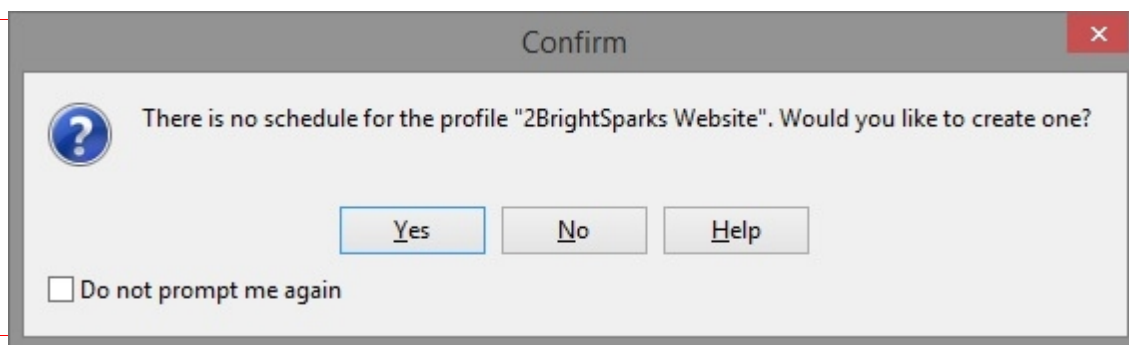 Confirm
There is no schedule for the profile "2BrightSparks Website". Would you like to create one?
Yes
No
Help
Do not prompt me again